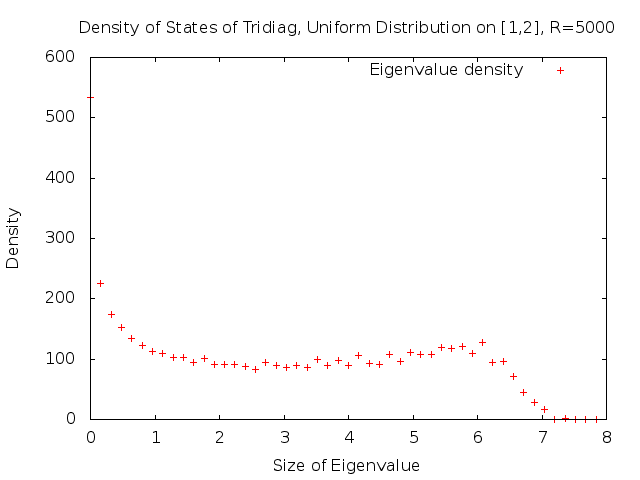 Density of States of Tridiag, Uniform Distribution on [1,2], R=5000
600
500
400
300
200
100
0
Density
Eigenvalue density
0 1 2 3 4 5 6 7 8
Size of Eigenvalue